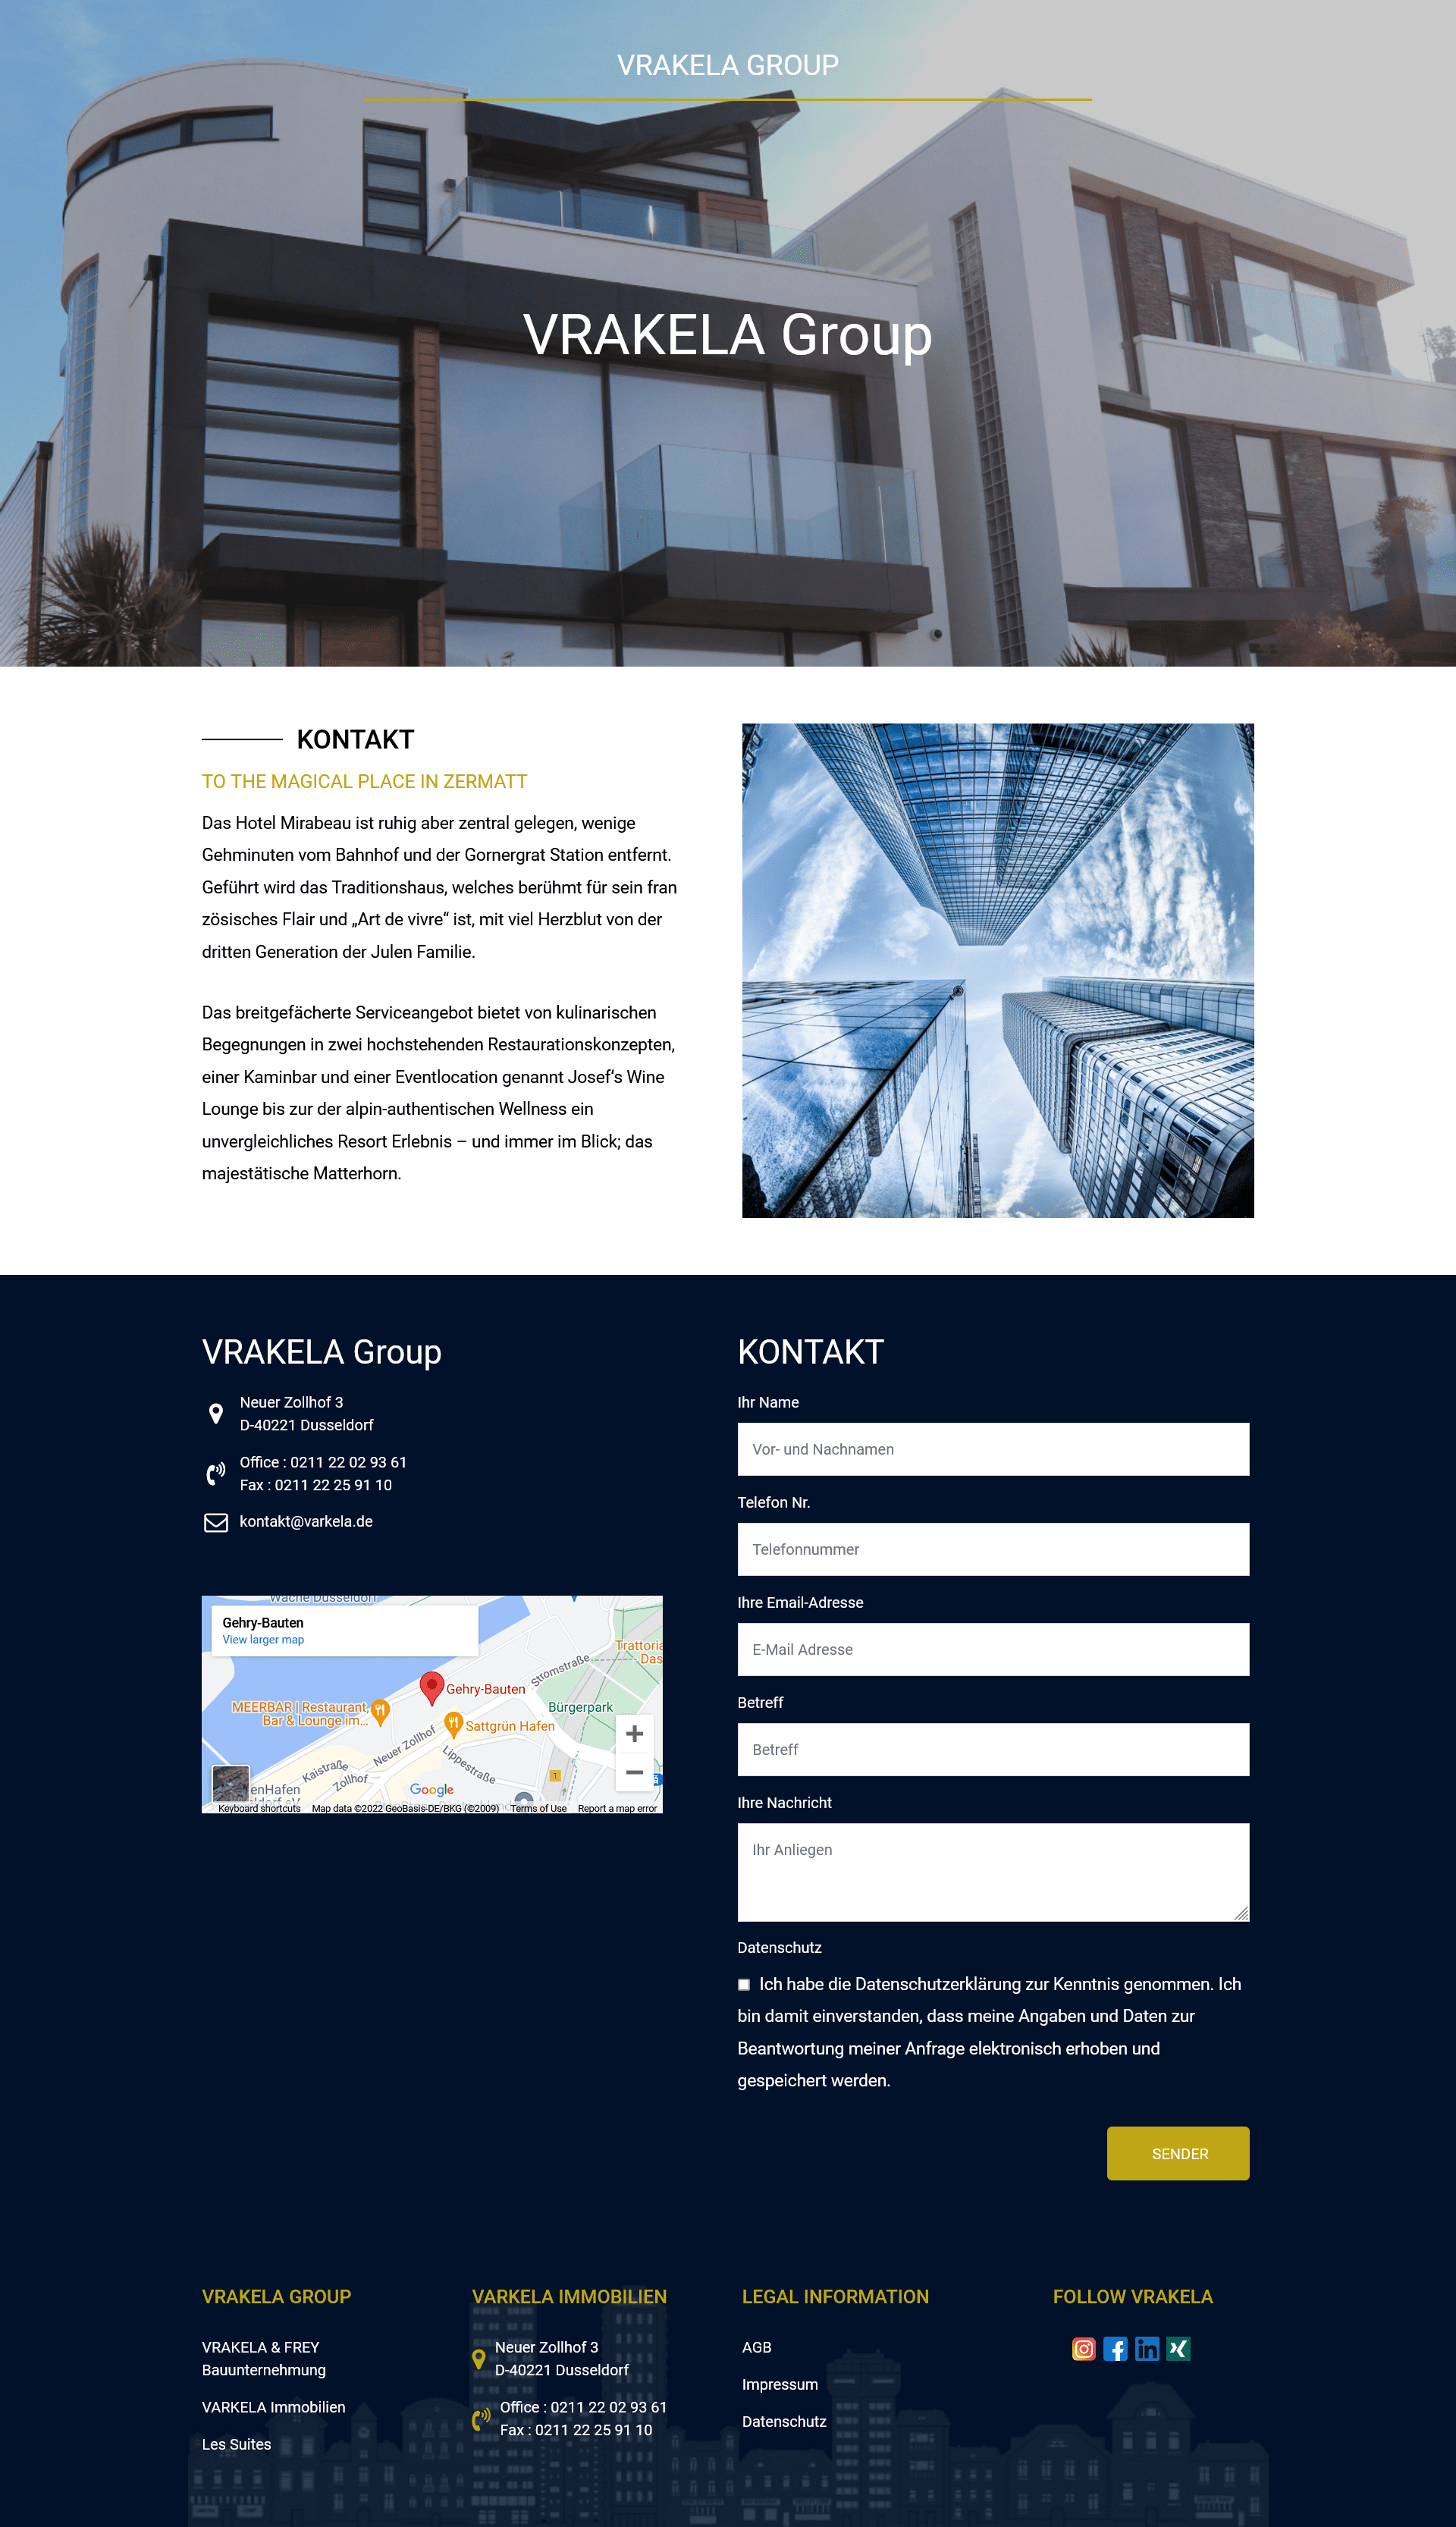 VRAKELA GROUP
VRAKELA Group
KONTAKT
TO THE MAGICAL PLACE IN ZERMATT
Das Hotel Mirabeau ist ruhig aber zentral gelegen, wenige
Gehminuten vom Bahnhof und der Gornergrat Station entfernt.
Geführt wird das Traditionshaus, welches berühmt für sein fran
zösisches Flair und „Art de vivre“ ist, mit viel Herzblut von der
dritten Generation der Julen Familie.
Das breitgefächerte Serviceangebot bietet von kulinarischen
Begegnungen in zwei hochstehenden Restaurationskonzepten,
einer Kaminbar und einer Eventlocation genannt Josef‘s Wine
Lounge bis zur der alpin-authentischen Wellness ein
unvergleichliches Resort Erlebnis – und immer im Blick; das
majestätische Matterhorn.
VRAKELA Group
Neuer Zollhof 3
D-40221 Dusseldorf
Office : 0211 22 02 93 61
Fax : 0211 22 25 91 10
kontakt@varkela.de
Wache Düsseldorf
Gehry-Bauten
View larger map
Trattoria
Das
Stromstraße
Gehry-Bauten
MEERBAR | Restaurant,
Bar & Lounge im...
Bürgerpark
Sattgrün Hafen
Neuer Zollhof
Lippestraße
Kaistraße
Zollhof
1
enHafen
Google
Keyboard shortcuts Map data ©2022 GeoBasis-DE/BKG (©2009) Terms of Use Report a map error
KONTAKT
Ihr Name
Vor- und Nachnamen
Telefon Nr.
Telefonnummer
Ihre Email-Adresse
E-Mail Adresse
Betreff
Betreff
Ihre Nachricht
Ihr Anliegen
Datenschutz
Ich habe die Datenschutzerklärung zur Kenntnis genommen. Ich
bin damit einverstanden, dass meine Angaben und Daten zur
Beantwortung meiner Anfrage elektronisch erhoben und
gespeichert werden.
SENDER
VRAKELA GROUP
VRAKELA & FREY
Bauunternehmung
VARKELA Immobilien
Les Suites
VARKELA IMMOBILIEN
Neuer Zollhof 3
D-40221 Dusseldorf
Office : 0211 22 02 93 61
Fax : 0211 22 25 91 10
LEGAL INFORMATION
AGB
Impressum
Datenschutz
FOLLOW VRAKELA